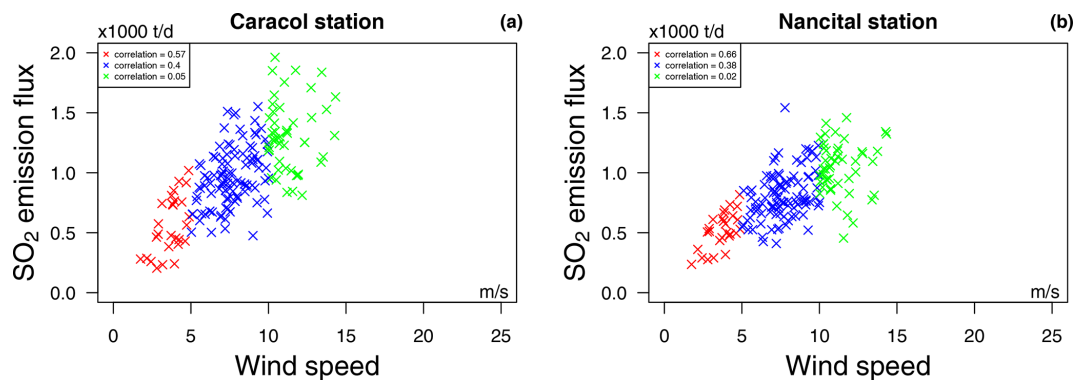 Caracol station
(a)
x1000 t/d
correlation = 0.57
correlation = 0.4
correlation = 0.05
SO2 emission flux
2.0
1.5
1.0
0.5
0.0
m/s
0 5 10 15 20 25
Wind speed
Nancital station
(b)
x1000 t/d
correlation = 0.66
correlation = 0.38
correlation = 0.02
SO2 emission flux
2.0
1.5
1.0
0.5
0.0
m/s
0 5 10 15 20 25
Wind speed